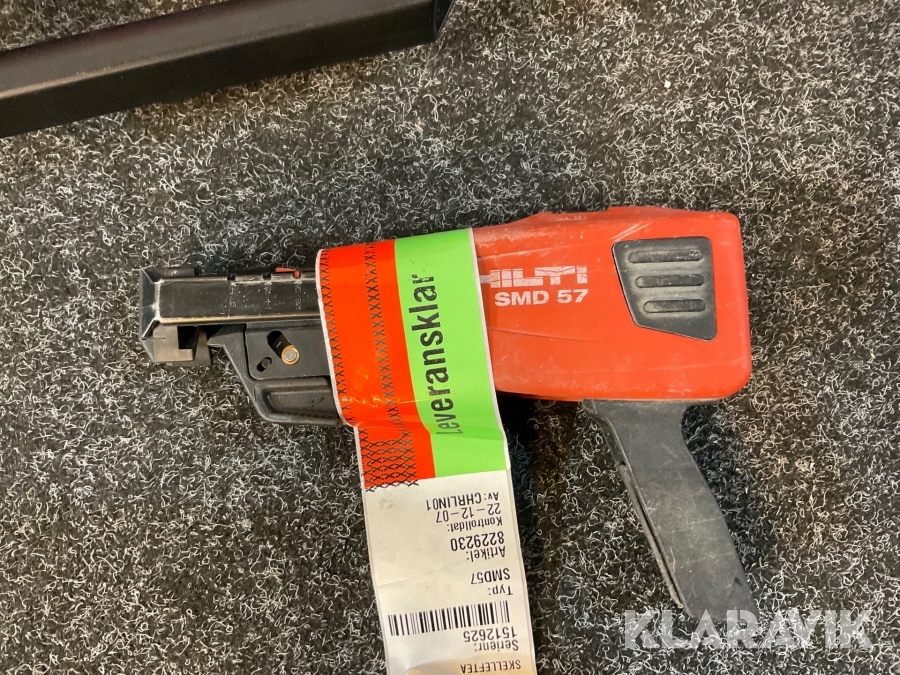 HILTI
SMD 57
Leveransklar
SKELLEFTEA
Serienr:
1512625
Typ:
SMD57
Artikel:
8229230
Kontrolldat:
22-12-07
Av: CHRLIN01
KLARAVIK